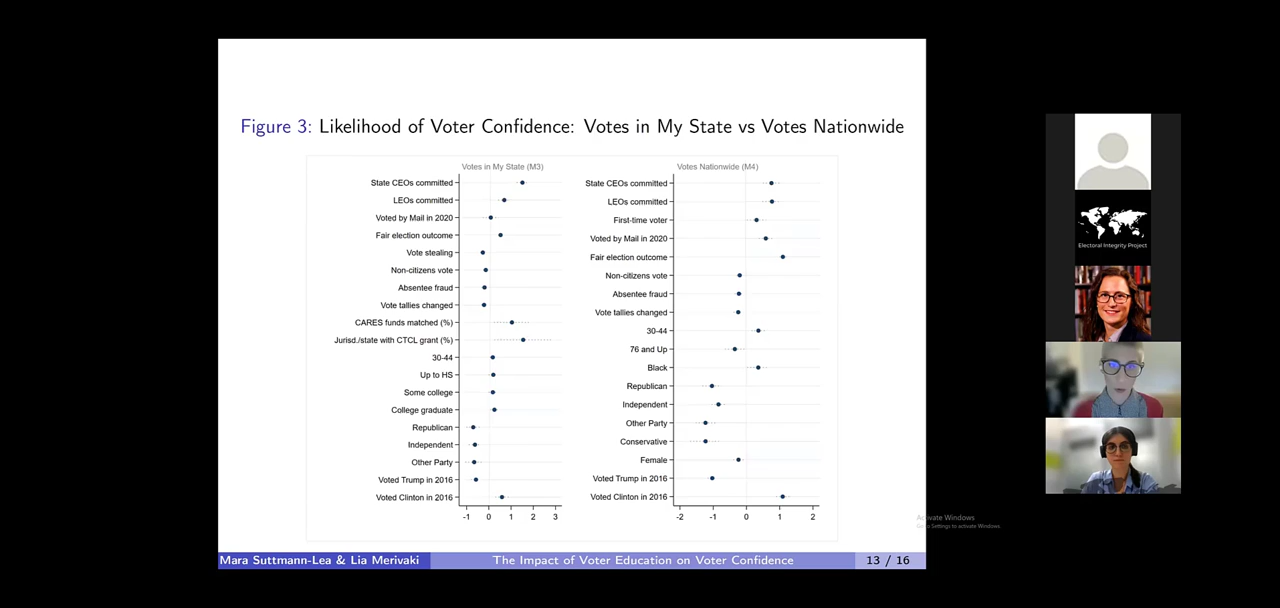 Figure 3: Likelihood of Voter Confidence: Votes in My State vs Votes Nationwide
Votes in My State (M3)
State CEOs committed
LEOs committed
Voted by Mail in 2020
Fair election outcome
Vote stealing
Non-citizens vote
Absentee fraud
Vote tallies changed
CARES funds matched (%)
Jurisd./state with CTCL grant (%)
30-44
Up to HS
Some college
College graduate
Republican
Independent
Other Party
Voted Trump in 2016
Voted Clinton in 2016
-1 0 1 2 3
Votes Nationwide (M4)
State CEOs committed
LEOs committed
First-time voter
Voted by Mail in 2020
Fair election outcome
Non-citizens vote
Absentee fraud
Vote tallies changed
30-44
76 and Up
Black
Republican
Independent
Other Party
Conservative
Female
Voted Trump in 2016
Voted Clinton in 2016
-2 -1 0 1 2
Mara Suttmann-Lea & Lia Merivaki
The Impact of Voter Education on Voter Confidence
13 / 16
Electoral Integrity Project
Activate Windows
Go to Settings to activate Windows